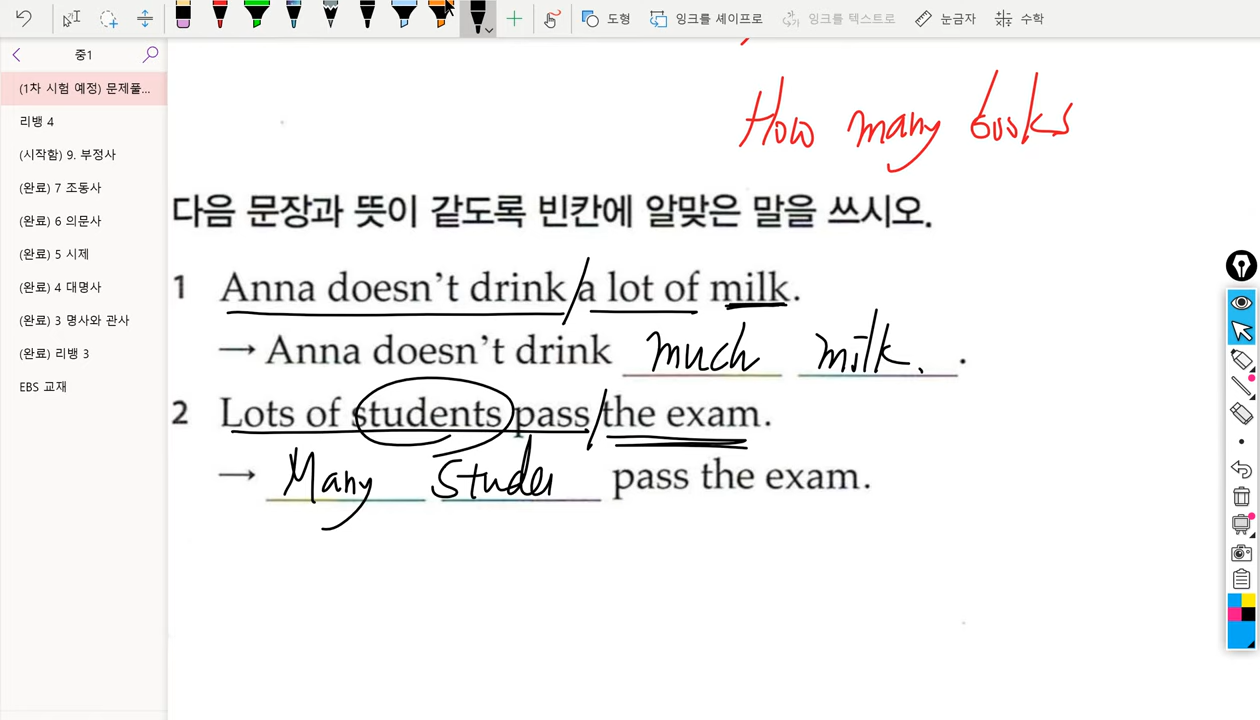 도형 잉크를 셰이프로 잉크를 텍스트로 눈금자 수학
중1
(1차 시험 예정) 문제풀...
리뱅 4
(시작함) 9. 부정사
(완료) 7 조동사
(완료) 6 의문사
(완료) 5 시제
(완료) 4 대명사
(완료) 3 명사와 관사
(완료) 리뱅 3
EBS 교재
How many books
다음 문장과 뜻이 같도록 빈칸에 알맞은 말을 쓰시오.
1 Anna doesn't drink / a lot of milk.
→ Anna doesn't drink much milk. .
2 Lots of students pass / the exam.
→ Many studen pass the exam.